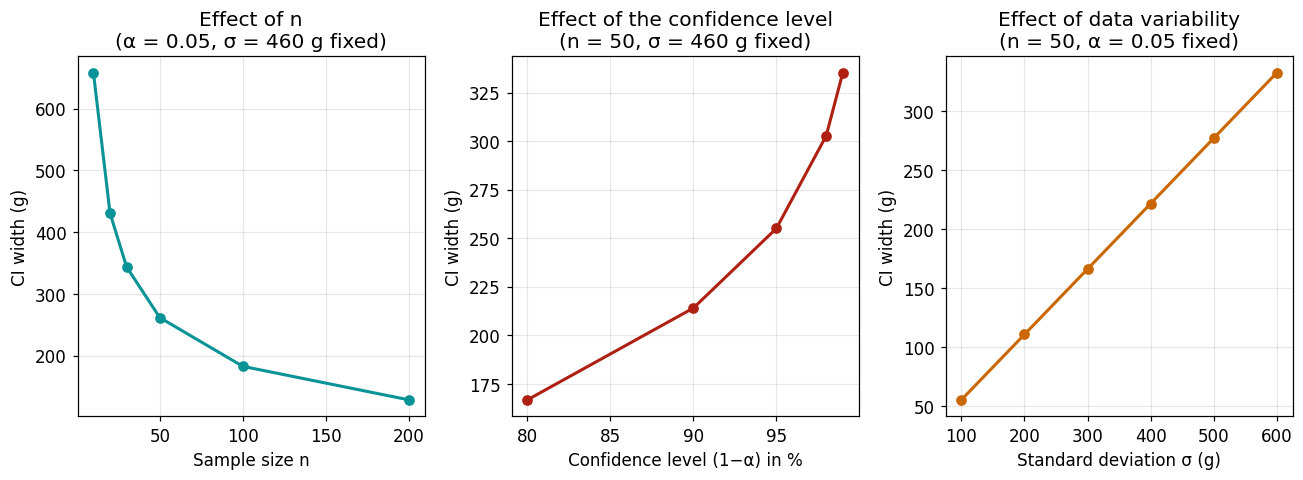 Effect of n
(α = 0.05, σ = 460 g fixed)
CI width (g)
600
500
400
300
200
50
100
150
200
Sample size n
Effect of the confidence level
(n = 50, σ = 460 g fixed)
CI width (g)
325
300
275
250
225
200
175
80
85
90
95
Confidence level (1−α) in %
Effect of data variability
(n = 50, α = 0.05 fixed)
CI width (g)
300
250
200
150
100
50
100
200
300
400
500
600
Standard deviation σ (g)